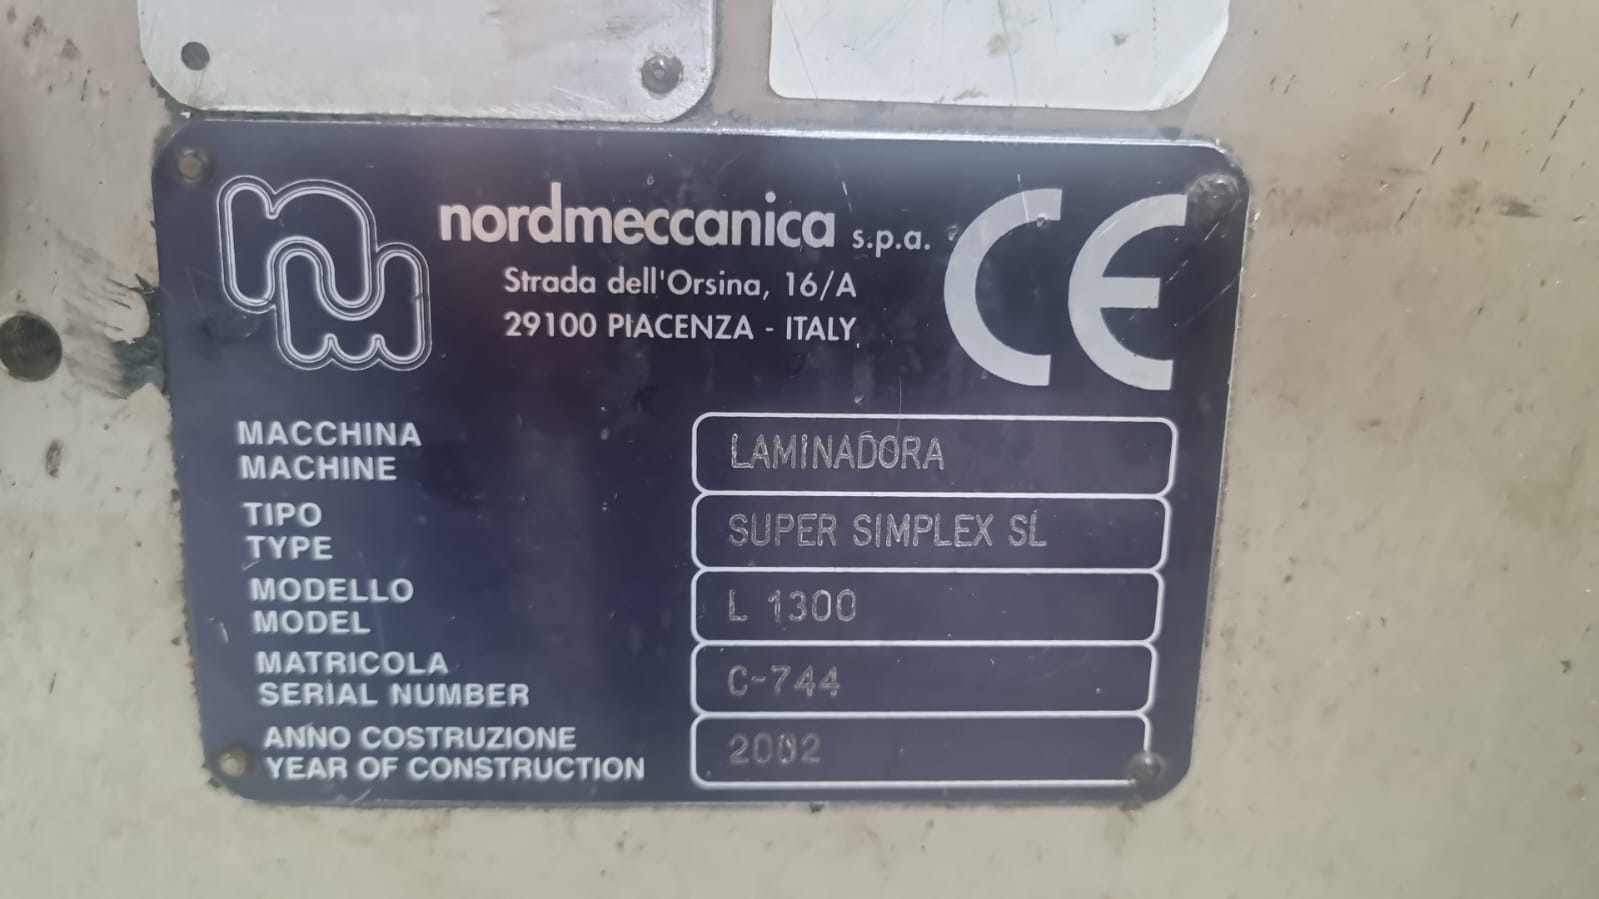 nm
nordmeccanica s.p.a.
Strada dell'Orsina, 16/A
29100 PIACENZA - ITALY
CE
MACCHINA
MACHINE
LAMINADORA
TIPO
TYPE
SUPER SIMPLEX SL
MODELLO
MODEL
L 1300
MATRICOLA
SERIAL NUMBER
C-744
ANNO COSTRUZIONE
YEAR OF CONSTRUCTION
2002